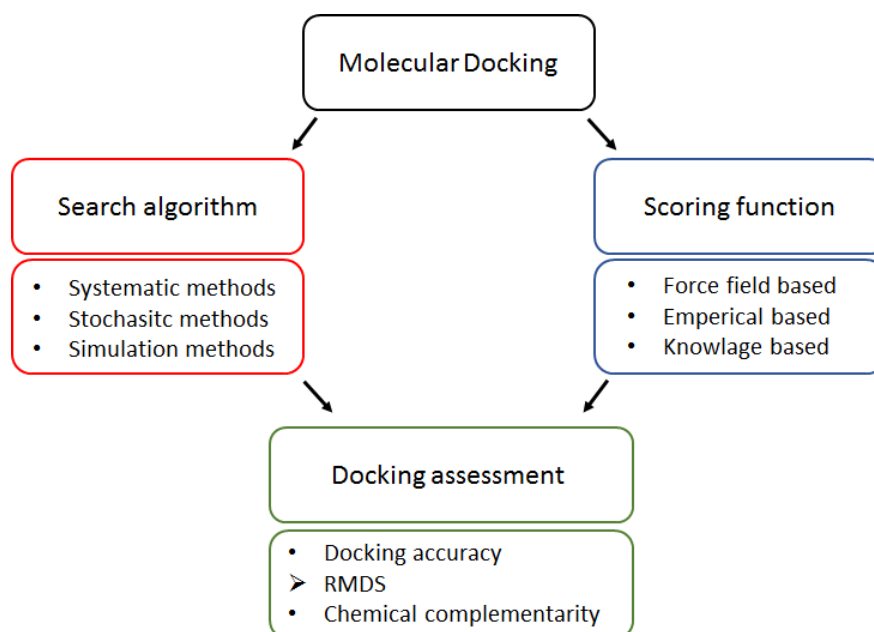 Molecular Docking
Search algorithm
• Systematic methods
• Stochasitc methods
• Simulation methods
Scoring function
• Force field based
• Emperical based
• Knowlage based
Docking assessment
• Docking accuracy
➢ RMDS
• Chemical complementarity